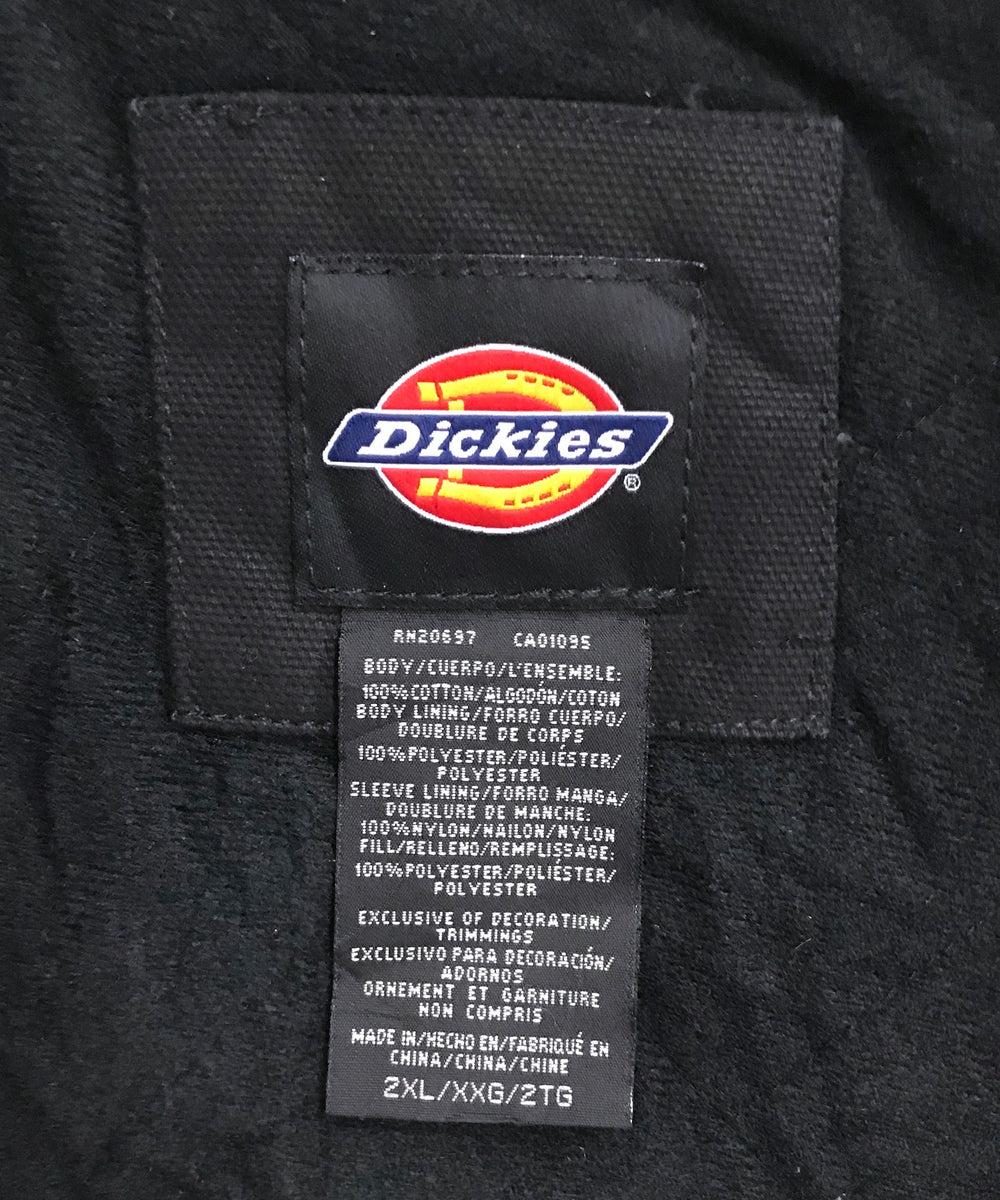 Dickies
®
RN20697 CA01095
BODY/CUERPO/L'ENSEMBLE:
100%COTTON/ALGODÓN/COTON
BODY LINING/FORRO CUERPO/
DOUBLURE DE CORPS
100%POLYESTER/POLIÉSTER/
POLYESTER
SLEEVE LINING/FORRO MANGA/
DOUBLURE DE MANCHE:
100%NYLON/NAILON/NYLON
FILL/RELLENO/REMPLISSAGE:
100%POLYESTER/POLIÉSTER/
POLYESTER
EXCLUSIVE OF DECORATION/
TRIMMINGS
EXCLUSIVO PARA DECORACIÓN/
ADORNOS
ORNEMENT ET GARNITURE
NON COMPRIS
MADE IN/HECHO EN/FABRIQUÉ EN
CHINA/CHINA/CHINE
2XL/XXG/2TG